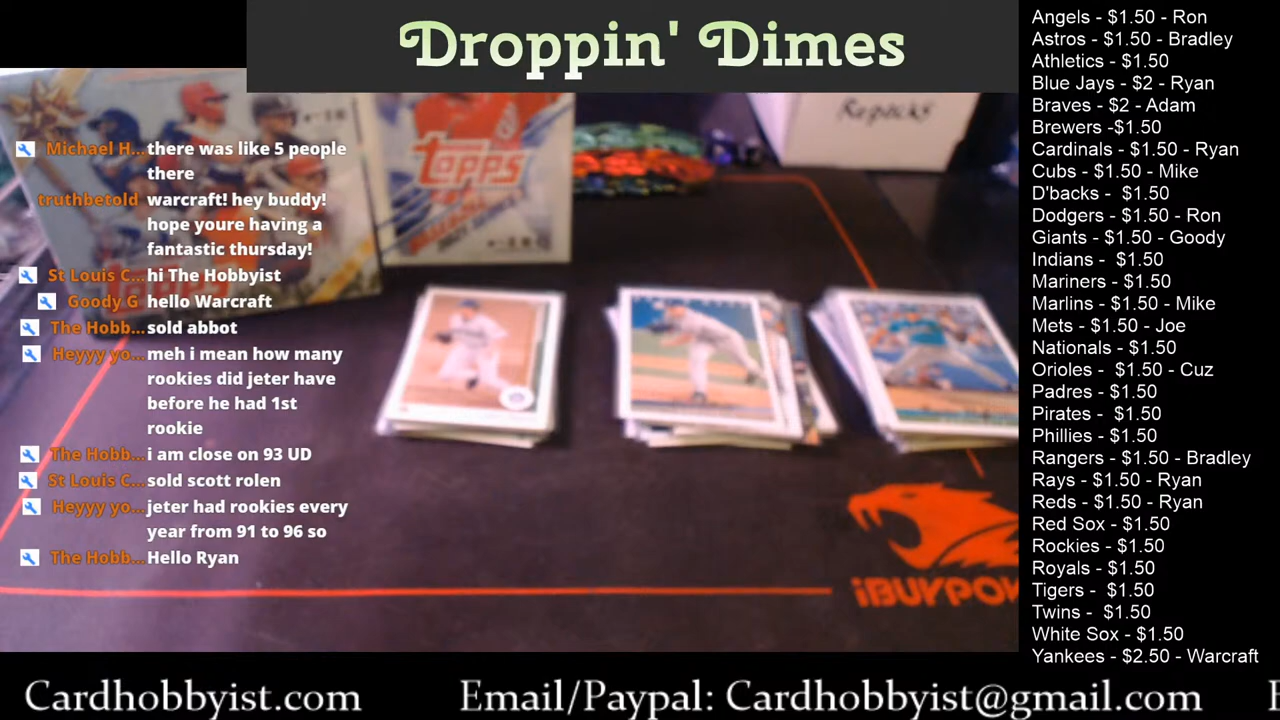 Droppin' Dimes
Repacks
topps
Michael H... there was like 5 people
there
truthbetold warcraft! hey buddy!
hope youre having a
fantastic thursday!
St Louis C... hi The Hobbyist
Goody G hello Warcraft
The Hobb... sold abbot
Heyyy yo... meh i mean how many
rookies did jeter have
before he had 1st
rookie
The Hobb... i am close on 93 UD
St Louis C... sold scott rolen
Heyyy yo... jeter had rookies every
year from 91 to 96 so
The Hobb... Hello Ryan
iBUYPOW
Angels - $1.50 - Ron
Astros - $1.50 - Bradley
Athletics - $1.50
Blue Jays - $2 - Ryan
Braves - $2 - Adam
Brewers -$1.50
Cardinals - $1.50 - Ryan
Cubs - $1.50 - Mike
D'backs - $1.50
Dodgers - $1.50 - Ron
Giants - $1.50 - Goody
Indians - $1.50
Mariners - $1.50
Marlins - $1.50 - Mike
Mets - $1.50 - Joe
Nationals - $1.50
Orioles - $1.50 - Cuz
Padres - $1.50
Pirates - $1.50
Phillies - $1.50
Rangers - $1.50 - Bradley
Rays - $1.50 - Ryan
Reds - $1.50 - Ryan
Red Sox - $1.50
Rockies - $1.50
Royals - $1.50
Tigers - $1.50
Twins - $1.50
White Sox - $1.50
Yankees - $2.50 - Warcraft
Cardhobbyist.com Email/Paypal: Cardhobbyist@gmail.com E